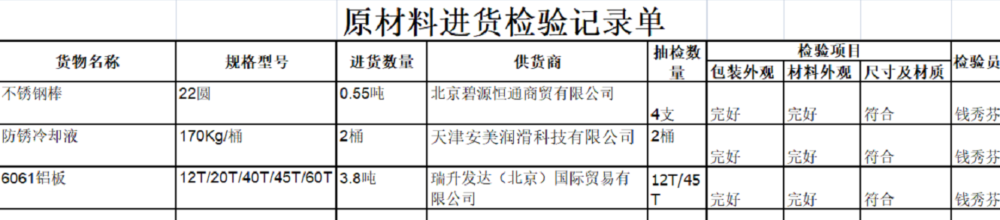 原材料进货检验记录单
货物名称 规格型号 进货数量 供货商 抽检数量 检验项目 检验员
包装外观 材料外观 尺寸及材质
不锈钢棒 22圆 0.55吨 北京碧源恒通商贸有限公司 4支 完好 完好 符合 钱秀芬
防锈冷却液 170Kg/桶 2桶 天津安美润滑科技有限公司 2桶 完好 完好 符合 钱秀芬
6061铝板 12T/20T/40T/45T/60T 3.8吨 瑞升发达（北京）国际贸易有限公司 12T/45T 完好 完好 符合 钱秀芬